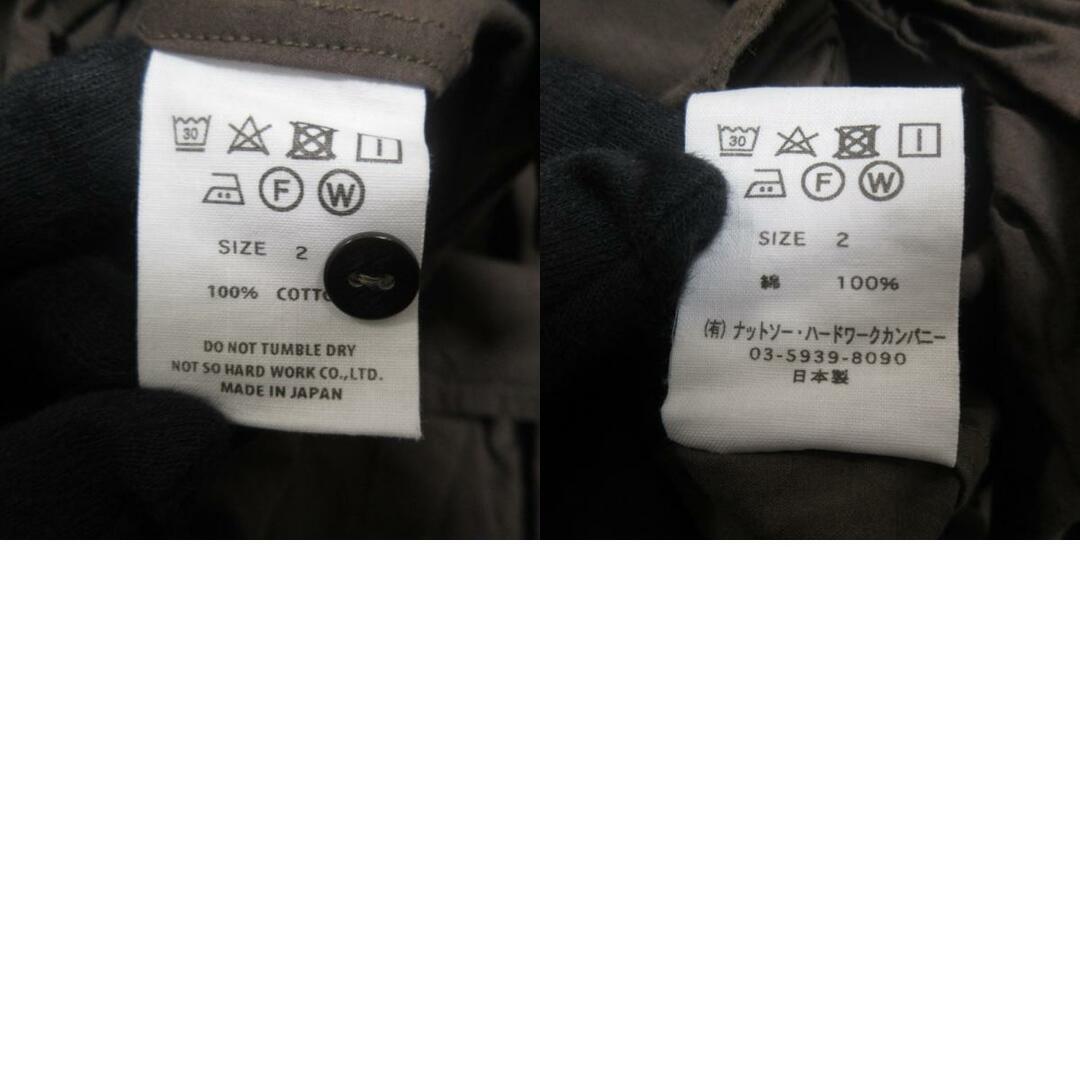 30
F W
SIZE 2
100%
DO NOT TUMBLE DRY
NOT SO HARD WORK CO.,LTD.
MADE IN JAPAN
30
F W
SIZE 2
綿 100%
(有) ナットソー・ハードワークカンパニー
03-5939-8090
日本製